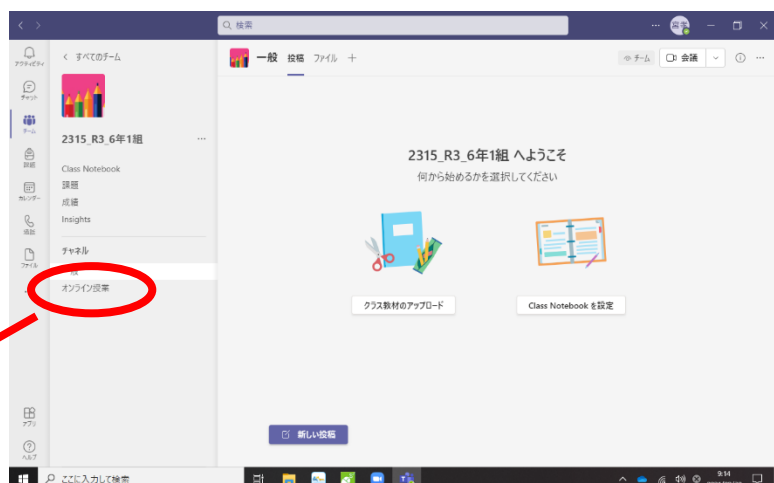 検索
アクティビティ
チャット
チーム
課題
カレンダー
通話
ファイル
アプリ
ヘルプ
すべてのチーム
2315_R3_6年1組
Class Notebook
課題
成績
Insights
チャネル
オンライン授業
一般 投稿 ファイル +
チーム
会議
2315_R3_6年1組 へようこそ
何から始めるかを選択してください
クラス教材のアップロード
Class Notebook を設定
新しい投稿
ここに入力して検索
9:14